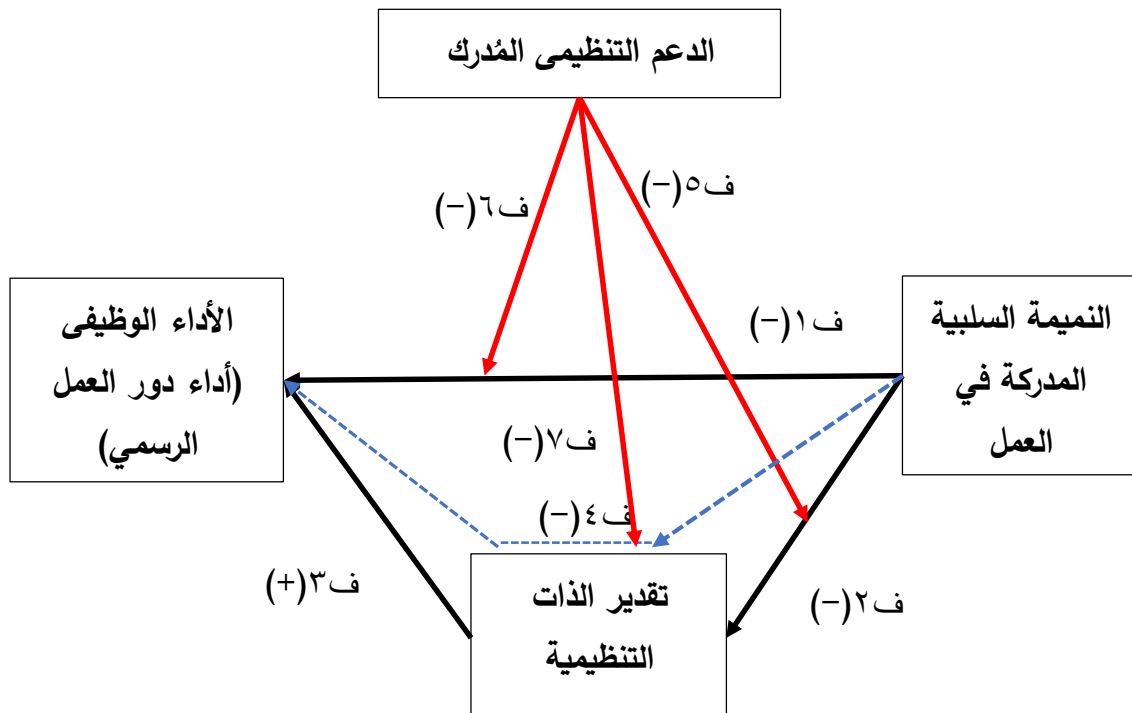 الدعم التنظيمى المُدرك
ف٥(–)
ف٦(–)
النميمة السلبية
المدركة في
العمل
ف١(–)
الأداء الوظيفى
(أداء دور العمل
الرسمي)
ف٧(–)
ف٤(–)
ف٢(–)
ف٣(+)
تقدير الذات
التنظيمية